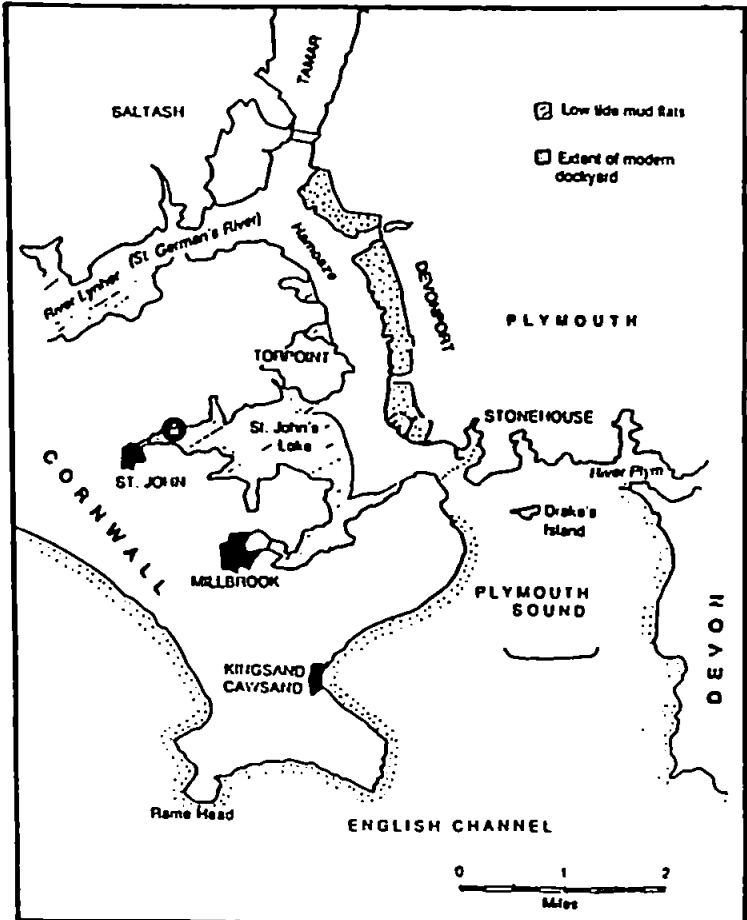 TAMAR
SALTASH
Low tide mud flats
Extent of modern
dockyard
River Lynher (St. German's River)
Hamoaze
DEVONPORT
PLYMOUTH
TORPOINT
STONEHOUSE
St. John's
Lake
River Plym
ST. JOHN
CORNWALL
Drake's
Island
MILLBROOK
PLYMOUTH
SOUND
DEVON
KINGSAND
CAWSAND
Rame Head
ENGLISH CHANNEL
0 1 2
Miles